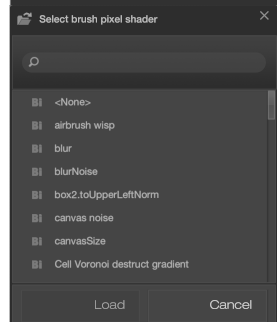 Select brush pixel shader
<None>
airbrush wisp
blur
blurNoise
box2.toUpperLeftNorm
canvas noise
canvasSize
Cell Voronoi destruct gradient
Load Cancel